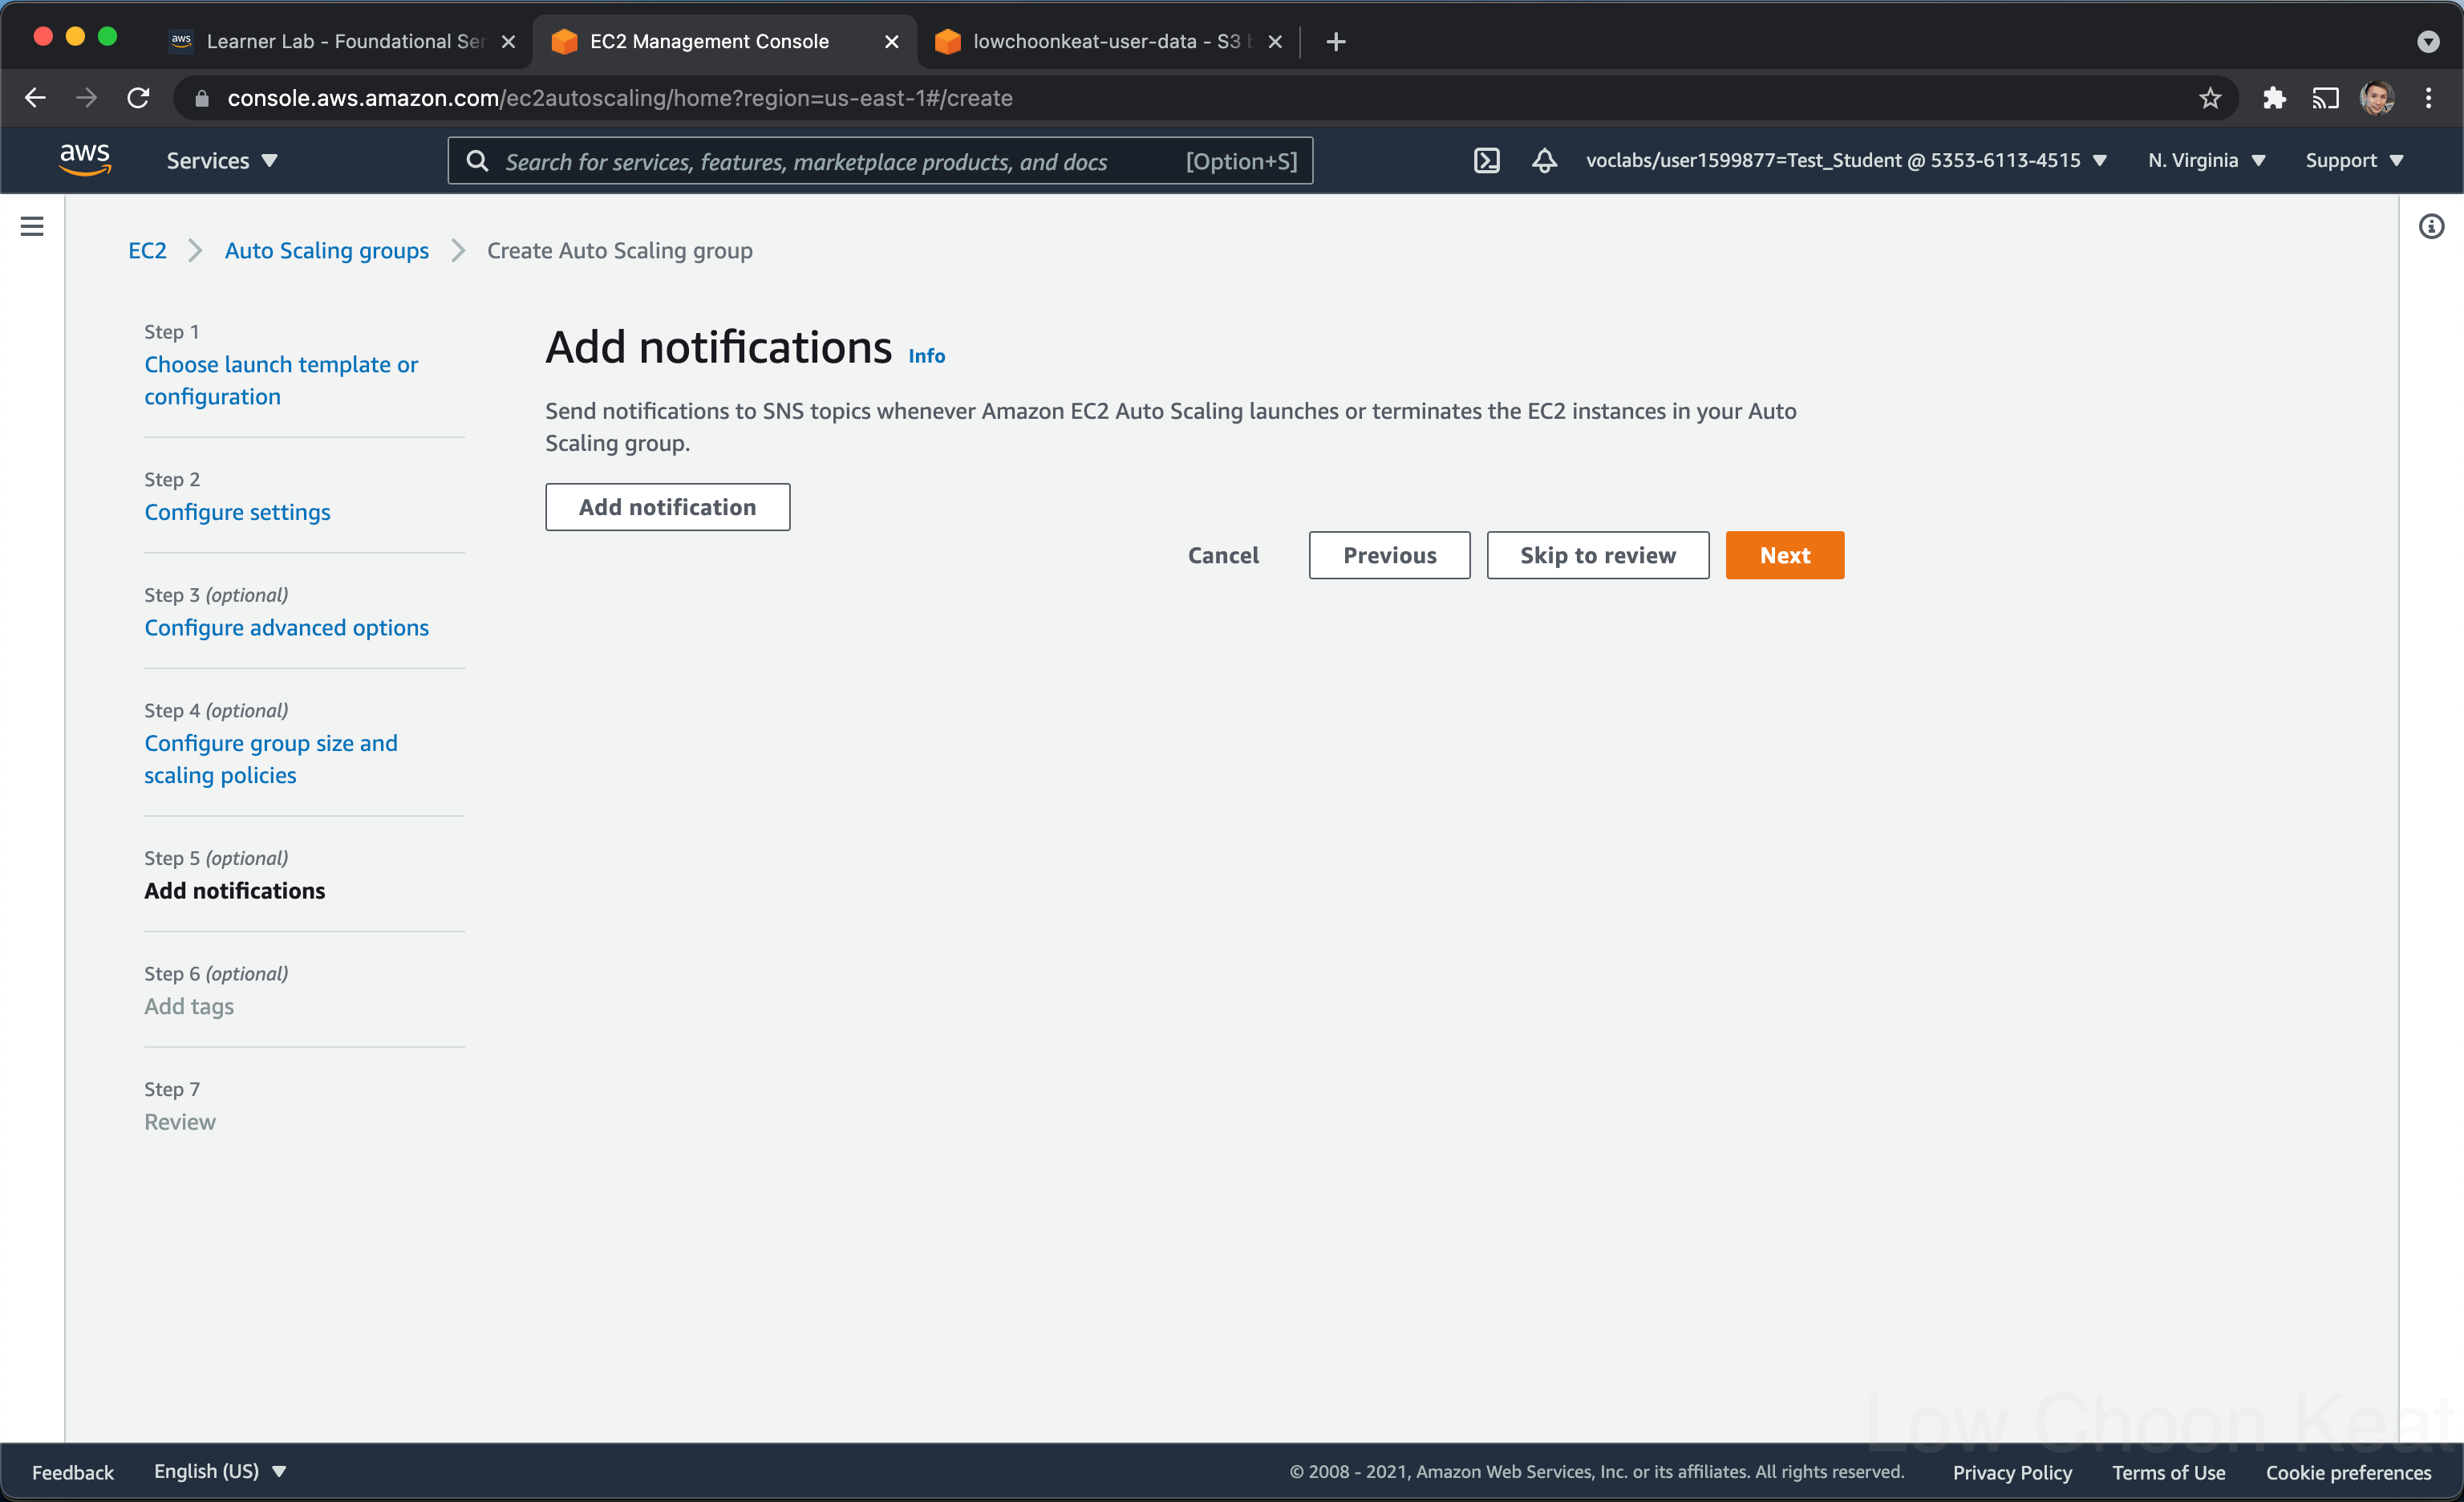 aws Learner Lab - Foundational Ser
EC2 Management Console
lowchoonkeat-user-data - S3 b
console.aws.amazon.com/ec2autoscaling/home?region=us-east-1#/create
aws Services Search for services, features, marketplace products, and docs [Option+S] voclabs/user1599877=Test_Student @ 5353-6113-4515 N. Virginia Support
EC2 Auto Scaling groups Create Auto Scaling group
Step 1
Choose launch template or
configuration
Step 2
Configure settings
Step 3 (optional)
Configure advanced options
Step 4 (optional)
Configure group size and
scaling policies
Step 5 (optional)
Add notifications
Step 6 (optional)
Add tags
Step 7
Review
Add notifications Info
Send notifications to SNS topics whenever Amazon EC2 Auto Scaling launches or terminates the EC2 instances in your Auto
Scaling group.
Add notification
Cancel Previous Skip to review Next
Low Choon Keat
Feedback English (US) © 2008 - 2021, Amazon Web Services, Inc. or its affiliates. All rights reserved. Privacy Policy Terms of Use Cookie preferences